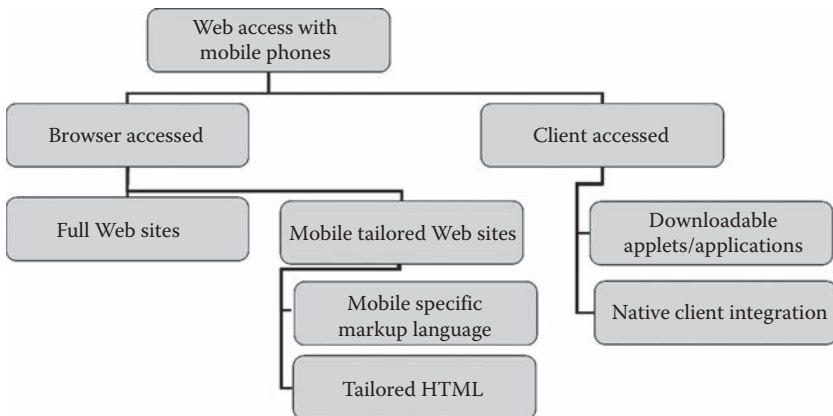 Web access with
mobile phones
Browser accessed
Client accessed
Full Web sites
Mobile tailored Web sites
Downloadable
applets/applications
Mobile specific
markup language
Native client integration
Tailored HTML